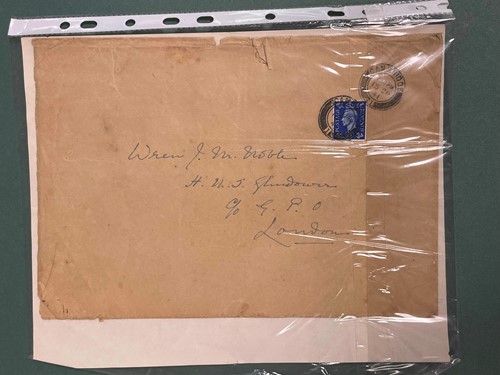 Wren J. M. Noble
H. M. S. Glendower
c/o G. P. O
London